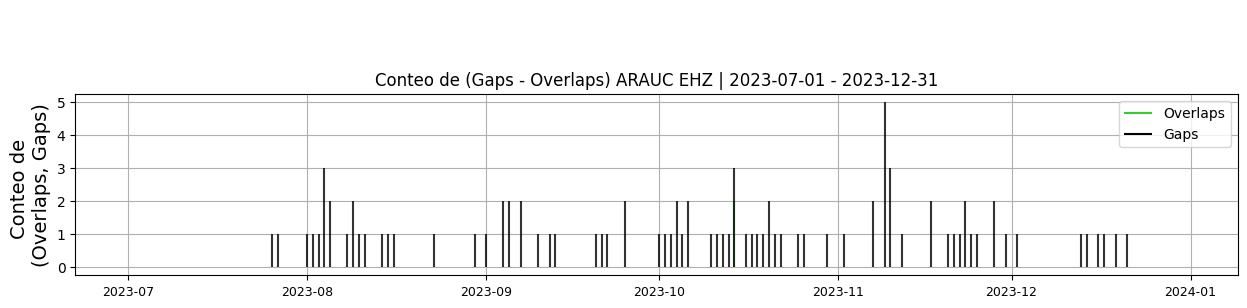 Conteo de (Gaps - Overlaps) ARAUC EHZ | 2023-07-01 - 2023-12-31
Conteo de
(Overlaps, Gaps)
5
4
3
2
1
0
Overlaps
Gaps
2023-07
2023-08
2023-09
2023-10
2023-11
2023-12
2024-01